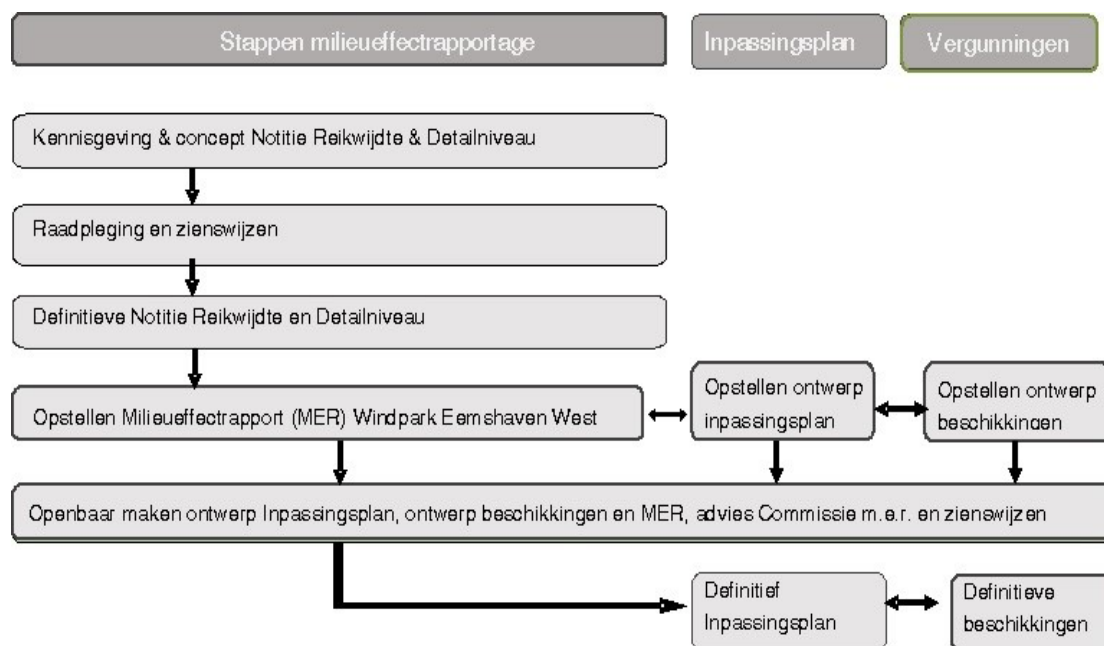 Stappen milieueffectrapportage
Inpassingsplan
Vergunningen
Kennisgeving & concept Notitie Reikwijdte & Detailniveau
Raadpleging en zienswijzen
Definitieve Notitie Reikwijdte en Detailniveau
Opstellen Milieueffectrapport (MER) Windpark Eemshaven West
Opstellen ontwerp
inpassingsplan
Opstellen ontwerp
beschikkingen
Openbaar maken ontwerp Inpassingsplan, ontwerp beschikkingen en MER, advies Commissie m.e.r. en zienswijzen
Definitief
Inpassingsplan
Definitieve
beschikkingen